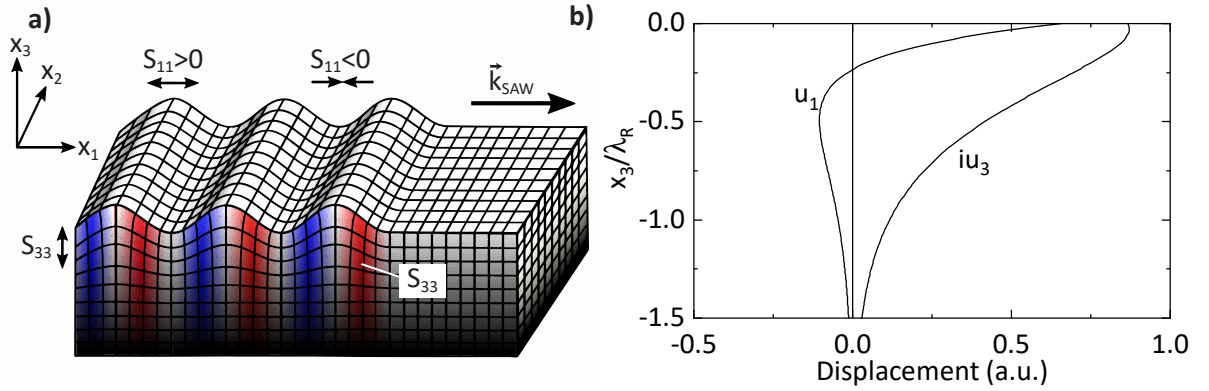 a)
x₃
x₂
x₁
S₁₁>0
S₁₁<0
k⃗SAW
S₃₃
S₃₃
b)
0.0
-0.5
-1.0
-1.5
x₃/λR
u₁
iu₃
-0.5
0.0
0.5
1.0
Displacement (a.u.)